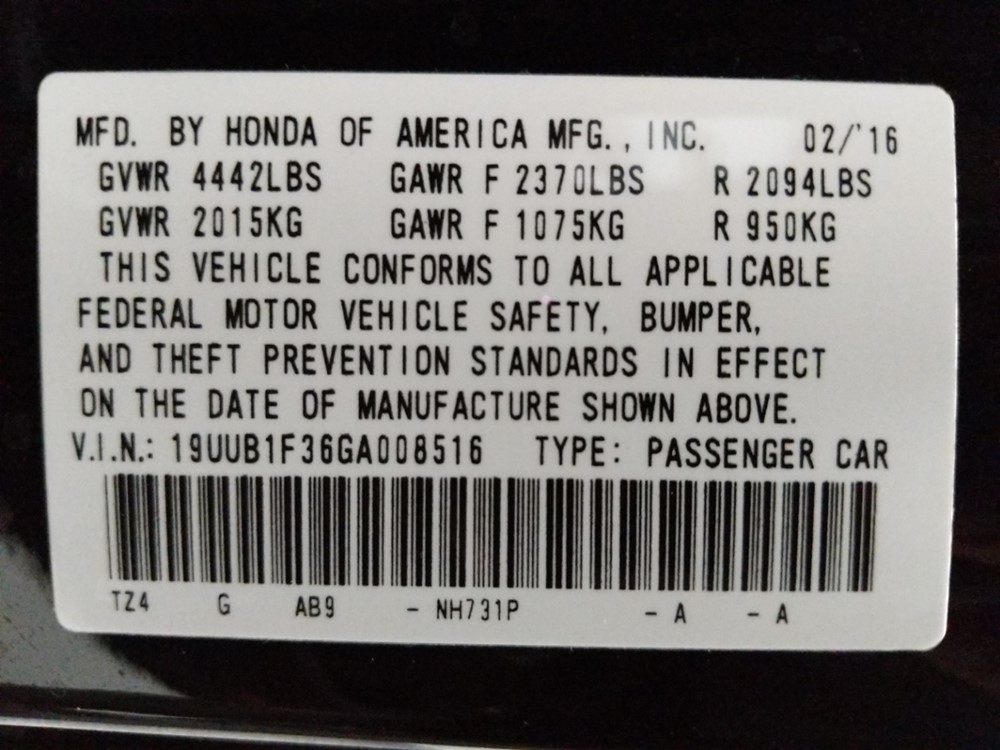 MFD. BY HONDA OF AMERICA MFG., INC. 02/'16
GVWR 4442LBS GAWR F 2370LBS R 2094LBS
GVWR 2015KG GAWR F 1075KG R 950KG
THIS VEHICLE CONFORMS TO ALL APPLICABLE
FEDERAL MOTOR VEHICLE SAFETY, BUMPER,
AND THEFT PREVENTION STANDARDS IN EFFECT
ON THE DATE OF MANUFACTURE SHOWN ABOVE.
V.I.N.: 19UUB1F36GA008516 TYPE: PASSENGER CAR
TZ4 G AB9 - NH731P - A - A